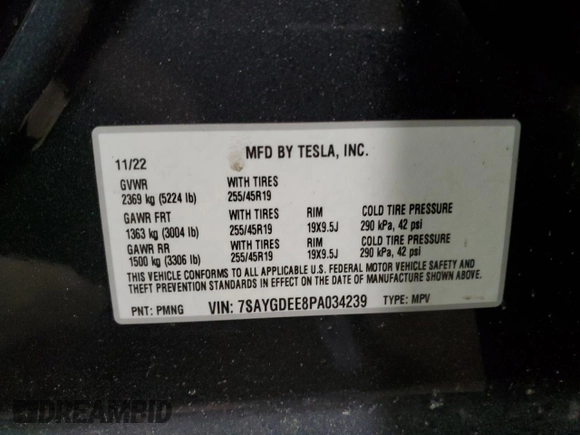 MFD BY TESLA, INC.
11/22
GVWR WITH TIRES
2369 kg (5224 lb) 255/45R19
GAWR FRT WITH TIRES RIM COLD TIRE PRESSURE
1363 kg (3004 lb) 255/45R19 19X9.5J 290 kPa, 42 psi
GAWR RR WITH TIRES RIM COLD TIRE PRESSURE
1500 kg (3306 lb) 255/45R19 19X9.5J 290 kPa, 42 psi
THIS VEHICLE CONFORMS TO ALL APPLICABLE U.S. FEDERAL MOTOR VEHICLE SAFETY AND
THEFT PREVENTION STANDARDS IN EFFECT ON THE DATE OF MANUFACTURE SHOWN ABOVE.
PNT: PMNG VIN: 7SAYGDEE8PA034239 TYPE: MPV
DREAMBID